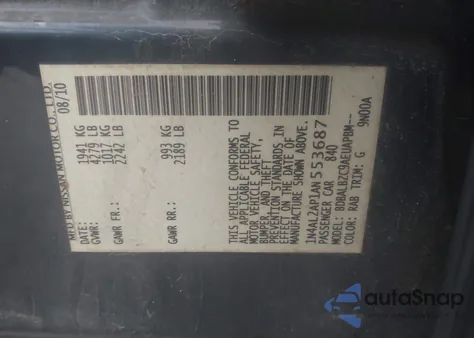 MFD BY NISSAN MOTOR CO., LTD.
DATE: 08/10
GVWR: 1941 KG
4279 LB
GAWR FR: 1017 KG
2242 LB
GAWR RR: 993 KG
2189 LB
THIS VEHICLE CONFORMS TO
ALL APPLICABLE FEDERAL
MOTOR VEHICLE SAFETY,
BUMPER, AND THEFT
PREVENTION STANDARDS IN
EFFECT ON THE DATE OF
MANUFACTURE SHOWN ABOVE.
1N4AL2AP1AN553687
PASSENGER CAR 840
MODEL: BDBALBZC9AEUAPBM--
COLOR: RAB TRIM: G 9N00A
autoSnap